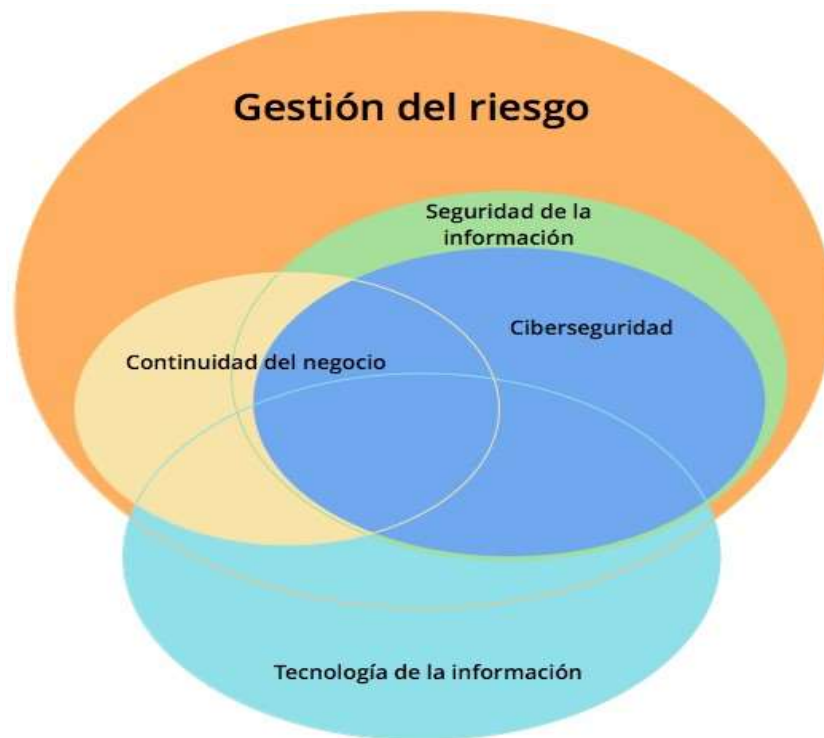 Gestión del riesgo
Seguridad de la
información
Ciberseguridad
Continuidad del negocio
Tecnología de la información